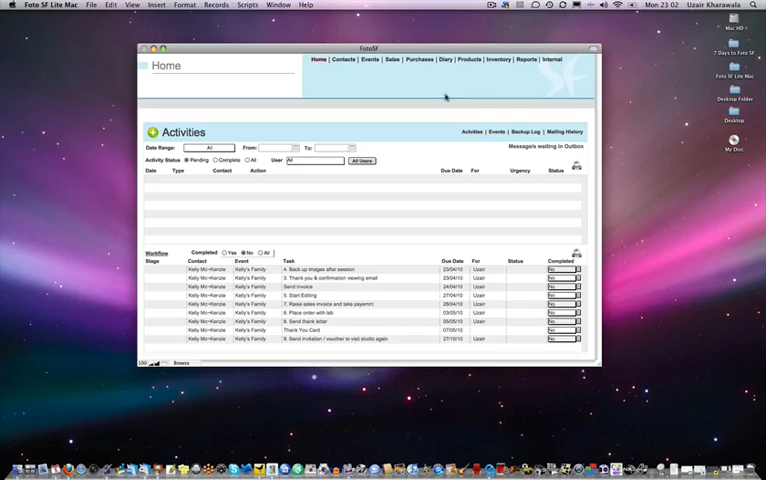 Foto SF Lite Mac File Edit View Insert Format Records Scripts Window Help Mon 23 02 Uzair Kharawala
Mac HD
7 Days to Foto SF
Foto SF Lite Mac
Desktop Folder
Desktop
My Disc
FotoSF
Home
Home | Contacts | Events | Sales | Purchases | Diary | Products | Inventory | Reports | Internal
SF
Activities
Activities | Events | Backup Log | Mailing History
Date Range: All From: To: Message/s waiting in Outbox
Activity Status Pending Complete All User All All Users
Date Type Contact Action Due Date For Urgency Status
Workflow Completed Yes No All
Stage Contact Event Task Due Date For Status Completed
Kelly Mc-Kenzie Kelly's Family 4. Back up images after session 23/04/10 Uzair No
Kelly Mc-Kenzie Kelly's Family 3. Thank you & confirmation viewing email 23/04/10 Uzair No
Kelly Mc-Kenzie Kelly's Family Send invoice 24/04/10 Uzair No
Kelly Mc-Kenzie Kelly's Family 5. Start Editing 27/04/10 Uzair No
Kelly Mc-Kenzie Kelly's Family 7. Raise sales invoice and take payemnt 28/04/10 Uzair No
Kelly Mc-Kenzie Kelly's Family Place order with lab 03/05/10 Uzair No
Kelly Mc-Kenzie Kelly's Family Send thank letter 05/05/10 Uzair No
Kelly Mc-Kenzie Kelly's Family Thank You Card 07/05/10 No
Kelly Mc-Kenzie Kelly's Family 9. Send invitation / voucher to visit studio again 27/10/10 Uzair No
100 Browse